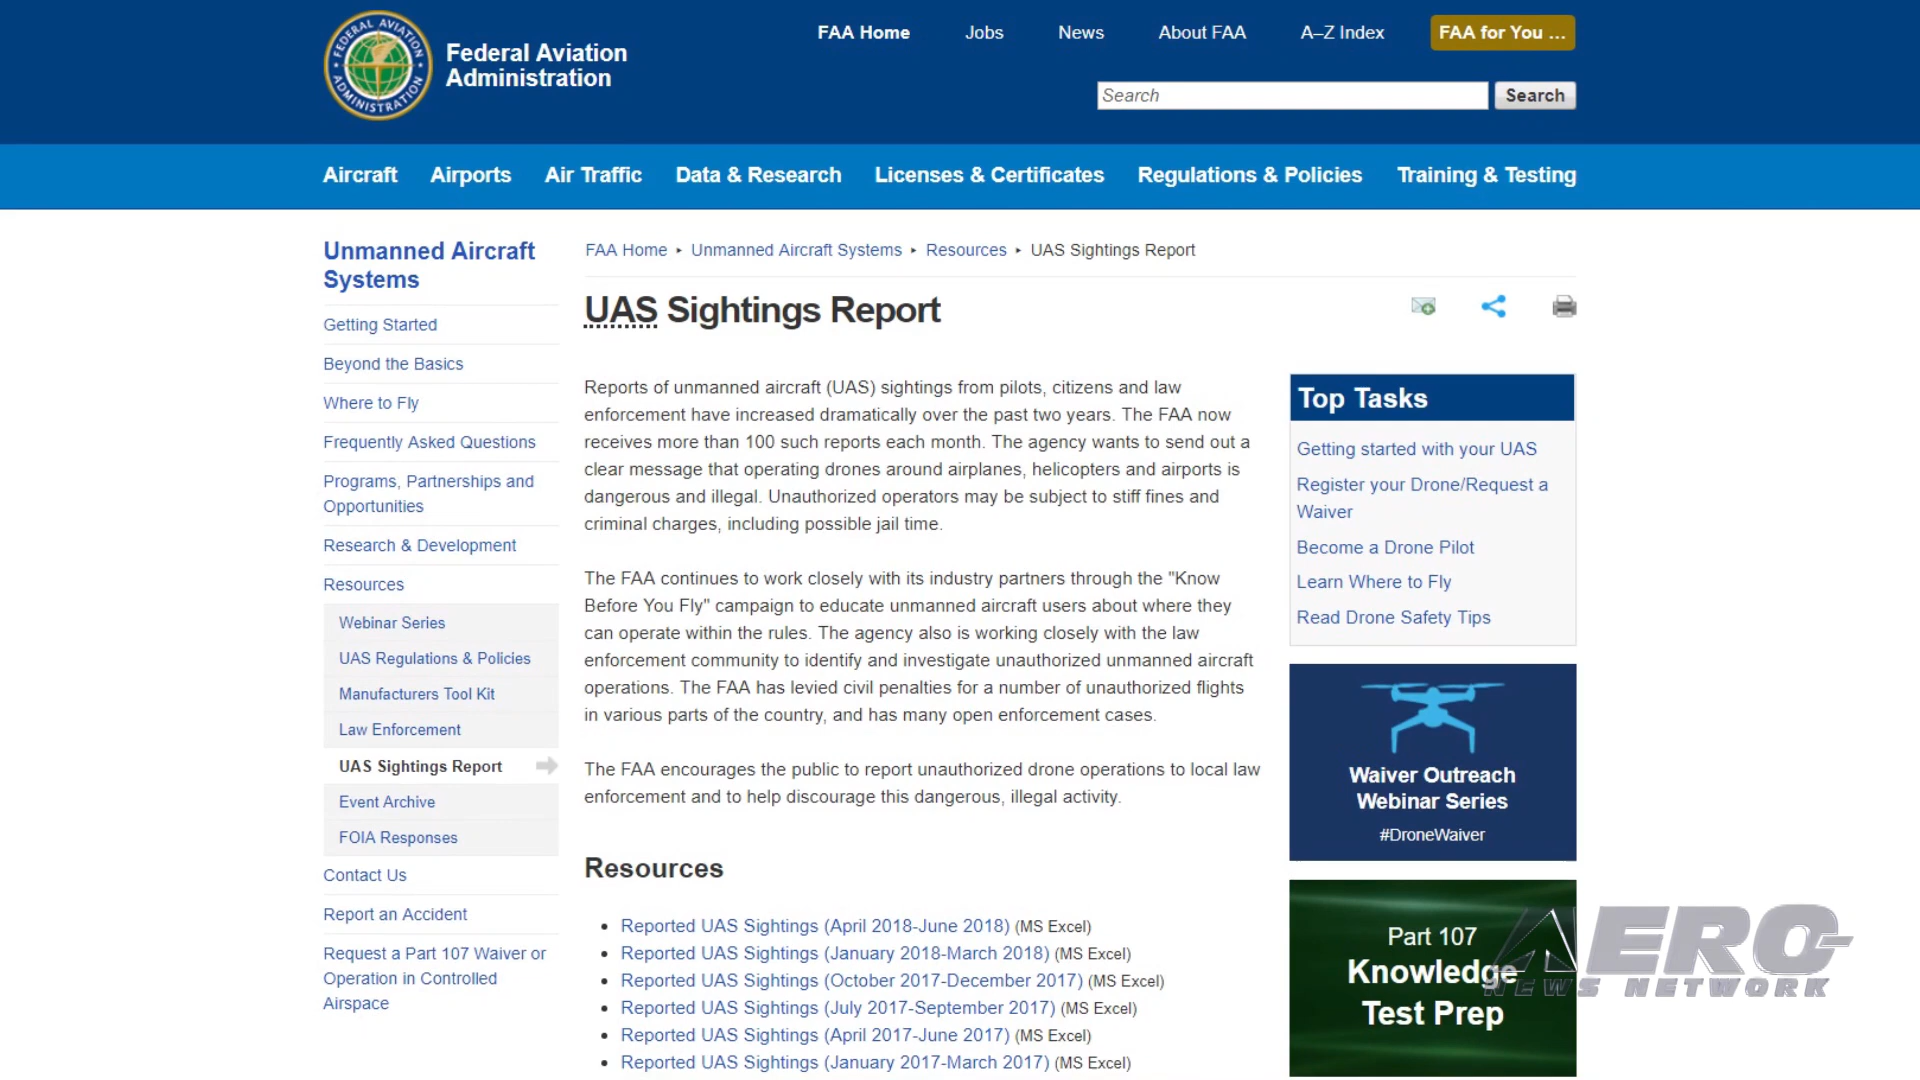 FEDERAL AVIATION ADMINISTRATION
Federal Aviation
Administration
FAA Home
Jobs
News
About FAA
A–Z Index
FAA for You ...
Search
Search
Aircraft
Airports
Air Traffic
Data & Research
Licenses & Certificates
Regulations & Policies
Training & Testing
Unmanned Aircraft
Systems
Getting Started
Beyond the Basics
Where to Fly
Frequently Asked Questions
Programs, Partnerships and
Opportunities
Research & Development
Resources
Webinar Series
UAS Regulations & Policies
Manufacturers Tool Kit
Law Enforcement
UAS Sightings Report
Event Archive
FOIA Responses
Contact Us
Report an Accident
Request a Part 107 Waiver or
Operation in Controlled
Airspace
FAA Home ▸ Unmanned Aircraft Systems ▸ Resources ▸ UAS Sightings Report
UAS Sightings Report
Reports of unmanned aircraft (UAS) sightings from pilots, citizens and law
enforcement have increased dramatically over the past two years. The FAA now
receives more than 100 such reports each month. The agency wants to send out a
clear message that operating drones around airplanes, helicopters and airports is
dangerous and illegal. Unauthorized operators may be subject to stiff fines and
criminal charges, including possible jail time.
The FAA continues to work closely with its industry partners through the "Know
Before You Fly" campaign to educate unmanned aircraft users about where they
can operate within the rules. The agency also is working closely with the law
enforcement community to identify and investigate unauthorized unmanned aircraft
operations. The FAA has levied civil penalties for a number of unauthorized flights
in various parts of the country, and has many open enforcement cases.
The FAA encourages the public to report unauthorized drone operations to local law
enforcement and to help discourage this dangerous, illegal activity.
Resources
• Reported UAS Sightings (April 2018-June 2018) (MS Excel)
• Reported UAS Sightings (January 2018-March 2018) (MS Excel)
• Reported UAS Sightings (October 2017-December 2017) (MS Excel)
• Reported UAS Sightings (July 2017-September 2017) (MS Excel)
• Reported UAS Sightings (April 2017-June 2017) (MS Excel)
• Reported UAS Sightings (January 2017-March 2017) (MS Excel)
Top Tasks
Getting started with your UAS
Register your Drone/Request a
Waiver
Become a Drone Pilot
Learn Where to Fly
Read Drone Safety Tips
Waiver Outreach
Webinar Series
#DroneWaiver
Part 107
Knowledge
Test Prep
AERO-
NEWS NETWORK